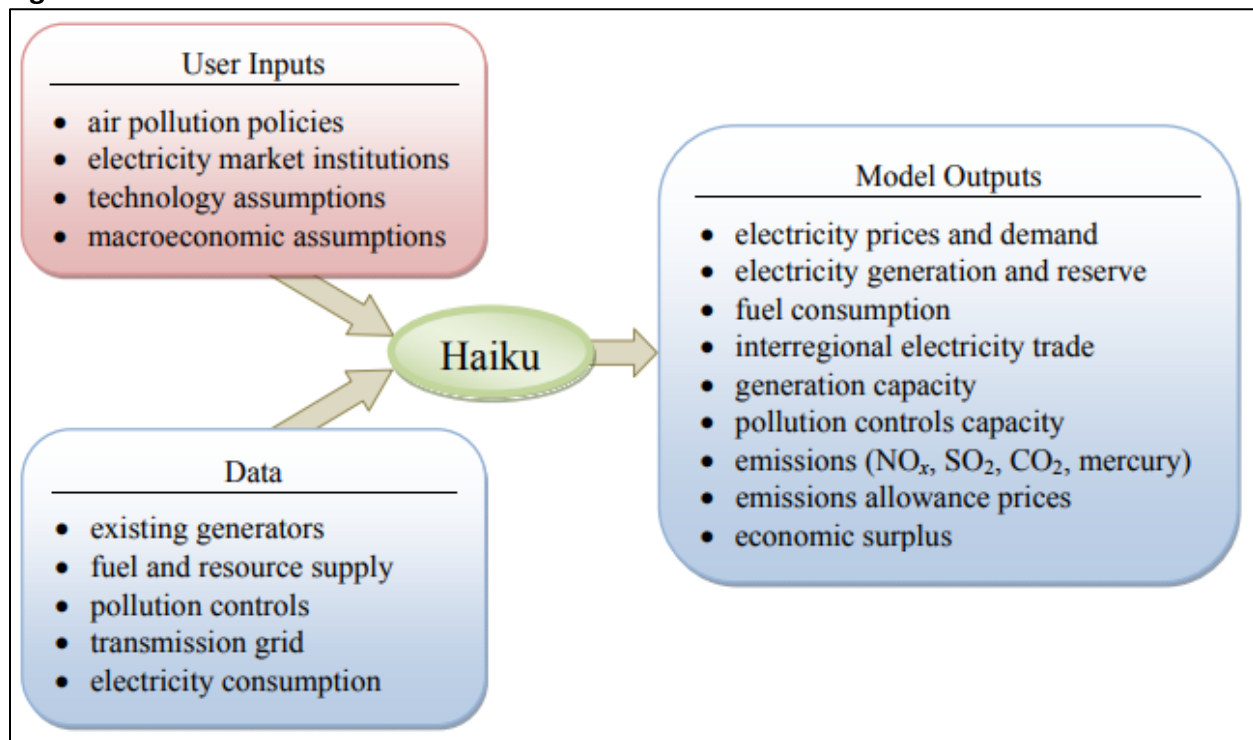 User Inputs
• air pollution policies
• electricity market institutions
• technology assumptions
• macroeconomic assumptions
Haiku
Data
• existing generators
• fuel and resource supply
• pollution controls
• transmission grid
• electricity consumption
Model Outputs
• electricity prices and demand
• electricity generation and reserve
• fuel consumption
• interregional electricity trade
• generation capacity
• pollution controls capacity
• emissions (NOₓ, SO₂, CO₂, mercury)
• emissions allowance prices
• economic surplus